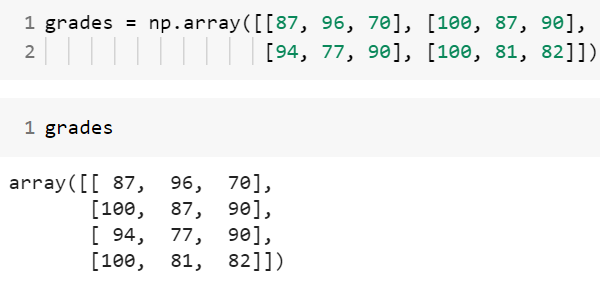 1 grades = np.array([[87, 96, 70], [100, 87, 90],
2                    [94, 77, 90], [100, 81, 82]])
1 grades
array([[ 87,  96,  70],
       [100,  87,  90],
       [ 94,  77,  90],
       [100,  81,  82]])